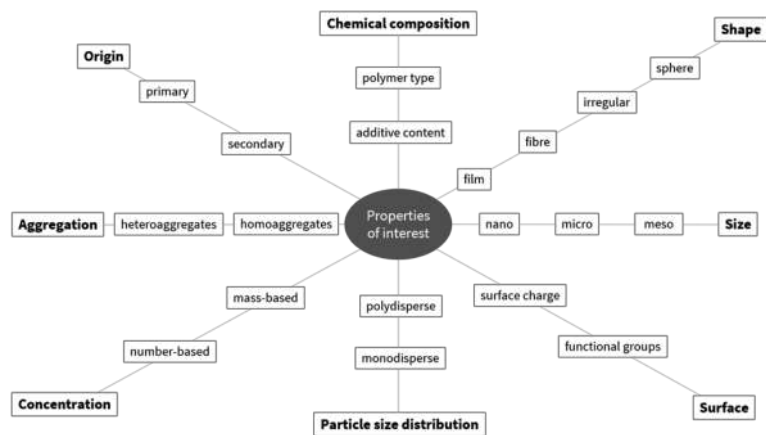 Chemical composition
Shape
Origin
sphere
polymer type
primary
irregular
additive content
secondary
fibre
film
Aggregation
heteroaggregates
homoaggregates
Properties
of interest
nano
micro
meso
Size
mass-based
polydisperse
surface charge
number-based
monodisperse
functional groups
Concentration
Surface
Particle size distribution